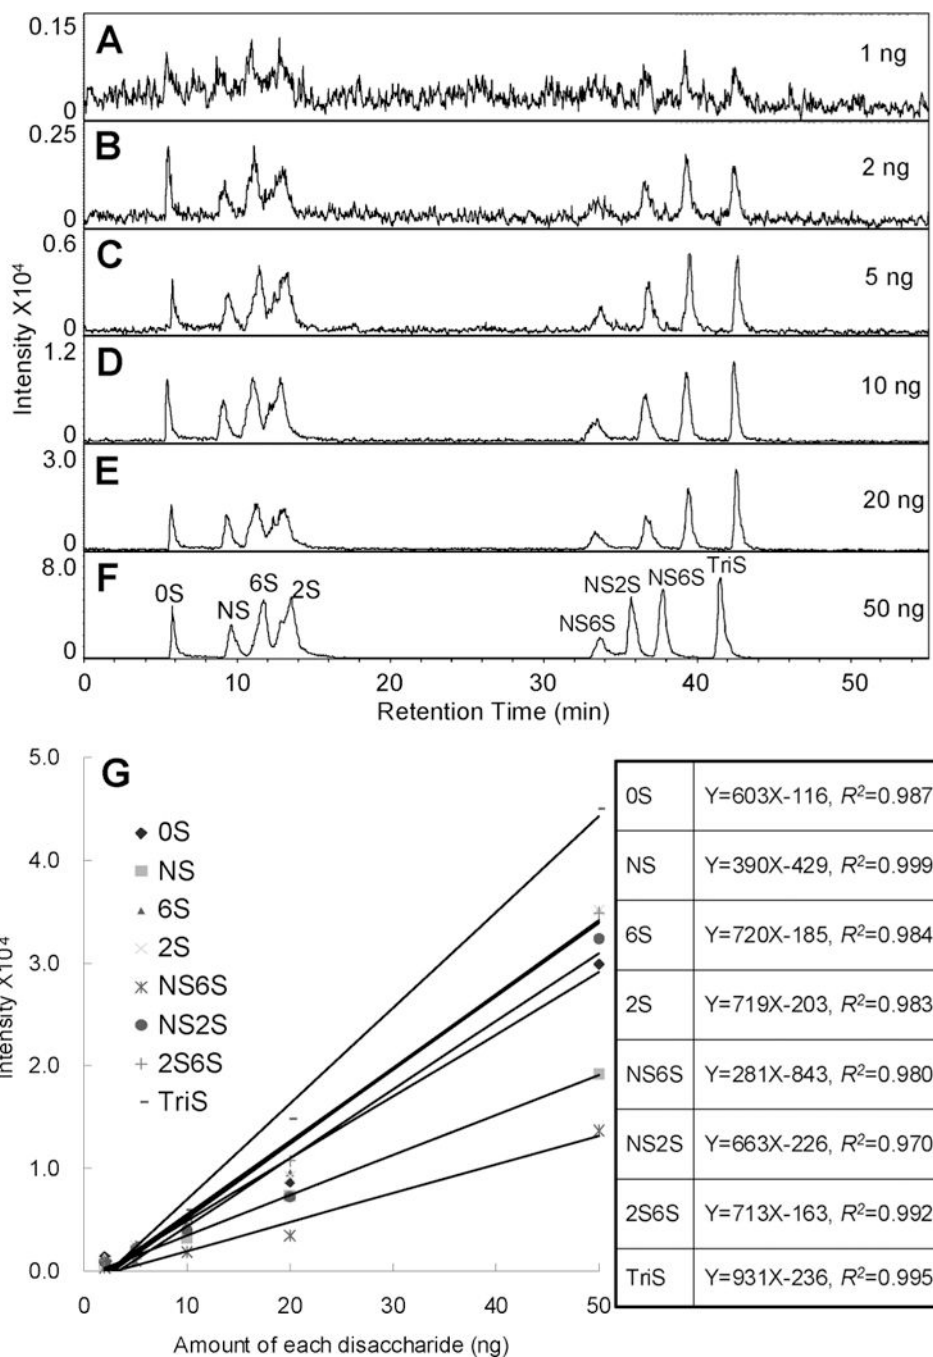 0.15
A
1 ng
0
0.25
B
2 ng
0
0.6
C
5 ng
0
1.2
D
10 ng
0
3.0
E
20 ng
0
8.0
F
0S
NS
6S
2S
NS6S
NS2S
NS6S
TriS
50 ng
0
Intensity X10⁴
0 10 20 30 40 50
Retention Time (min)
5.0
G
4.0
3.0
2.0
1.0
0.0
Intensity X10⁴
0S
NS
6S
2S
NS6S
NS2S
2S6S
TriS
0 10 20 30 40 50
Amount of each disaccharide (ng)
0S Y=603X-116, R²=0.987
NS Y=390X-429, R²=0.999
6S Y=720X-185, R²=0.984
2S Y=719X-203, R²=0.983
NS6S Y=281X-843, R²=0.980
NS2S Y=663X-226, R²=0.970
2S6S Y=713X-163, R²=0.992
TriS Y=931X-236, R²=0.995